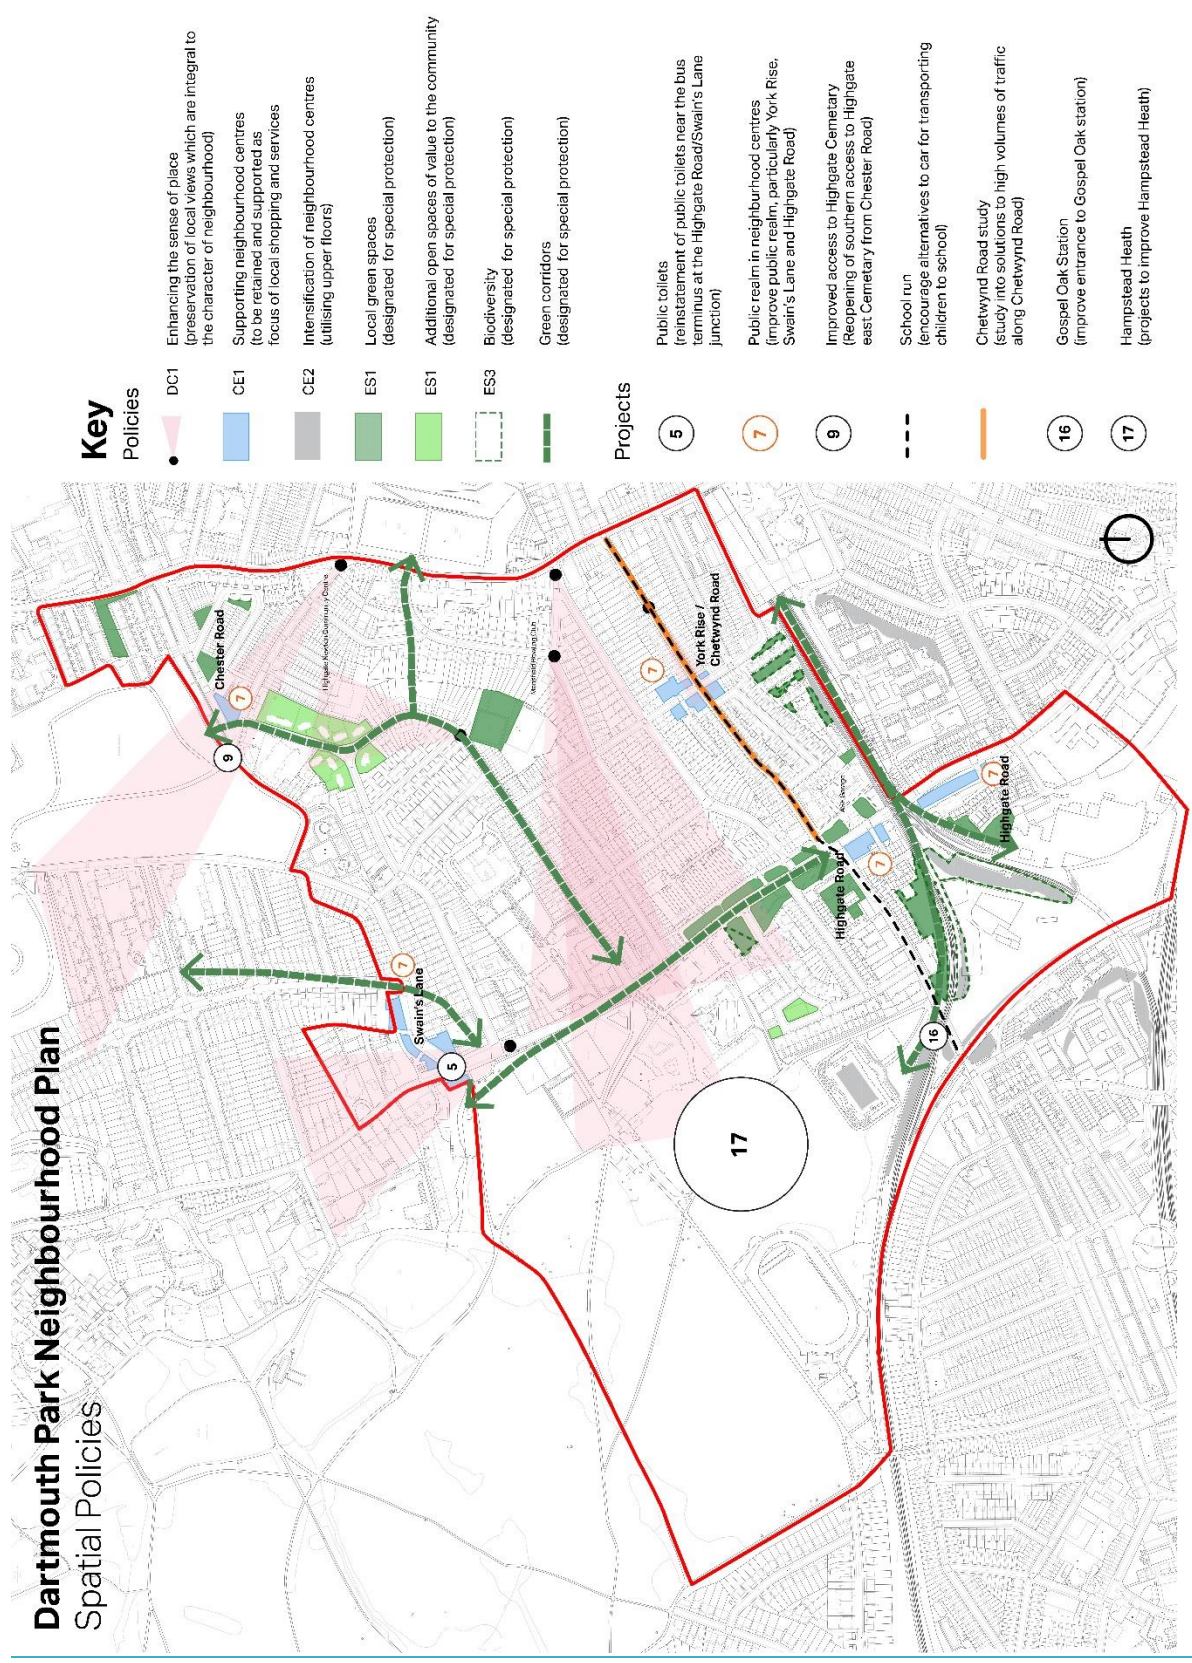 Dartmouth Park Neighbourhood Plan
Spatial Policies
Key
Policies
DC1
Enhancing the sense of place
(preservation of local views which are integral to
the character of neighbourhood)
CE1
Supporting neighbourhood centres
(to be retained and supported as
focus of local shopping and services
CE2
Intensification of neighbourhood centres
(utilising upper floors)
ES1
Local green spaces
(designated for special protection)
ES1
Additional open spaces of value to the community
(designated for special protection)
ES3
Biodiversity
(designated for special protection)
Green corridors
(designated for special protection)
Projects
5
Public toilets
(reinstatement of public toilets near the bus
terminus at the Highgate Road/Swain's Lane
junction)
7
Public realm in neighburhood centres
(improve public realm, particularly York Rise,
Swain's Lane and Highgate Road)
9
Improved access to Highgate Cemetary
(Reopening of southern access to Highgate
east Cemetary from Chester Road)
School run
(encourage alternatives to car for transporting
children to school)
Chetwynd Road study
(study into solutions to high volumes of traffic
along Chetwynd Road)
16
Gospel Oak Station
(improve entrance to Gospel Oak station)
17
Hampstead Heath
(projects to improve Hampstead Heath)
Chester Road
7
9
Highgate Newton Community Centre
7
Swain's Lane
5
Mansfield Bowling Club
7
York Rise /
Chetwynd Road
17
Highgate Road
7
7
Highgate Road
16